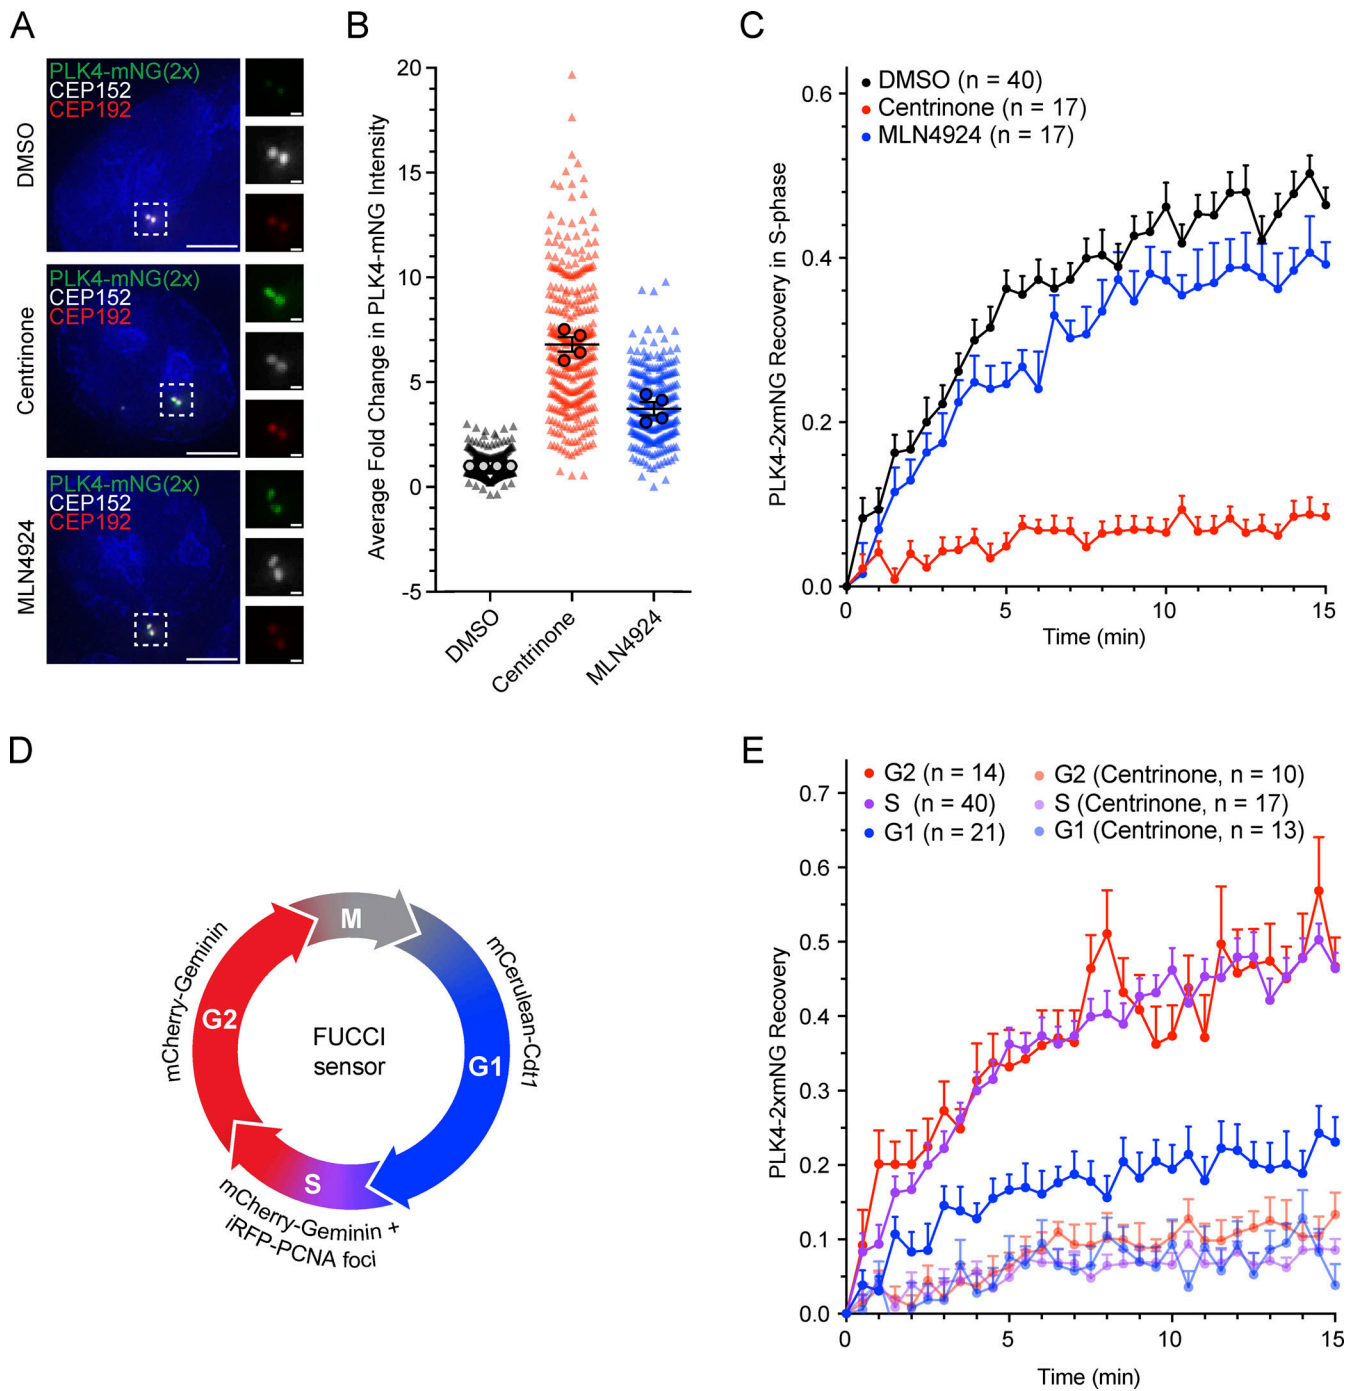 A
DMSO
PLK4-mNG(2x)
CEP152
CEP192
Centrinone
PLK4-mNG(2x)
CEP152
CEP192
MLN4924
PLK4-mNG(2x)
CEP152
CEP192
B
Average Fold Change in PLK4-mNG Intensity
20
15
10
5
0
-5
DMSO
Centrinone
MLN4924
C
PLK4-2xmNG Recovery in S-phase
0.6
0.4
0.2
0.0
DMSO (n = 40)
Centrinone (n = 17)
MLN4924 (n = 17)
0
5
10
15
Time (min)
D
M
G1
S
G2
FUCCI
sensor
mCherry-Geminin
mCerulean-Cdt1
mCherry-Geminin +
iRFP-PCNA foci
E
PLK4-2xmNG Recovery
0.7
0.6
0.5
0.4
0.3
0.2
0.1
0.0
G2 (n = 14)
S (n = 40)
G1 (n = 21)
G2 (Centrinone, n = 10)
S (Centrinone, n = 17)
G1 (Centrinone, n = 13)
0
5
10
15
Time (min)